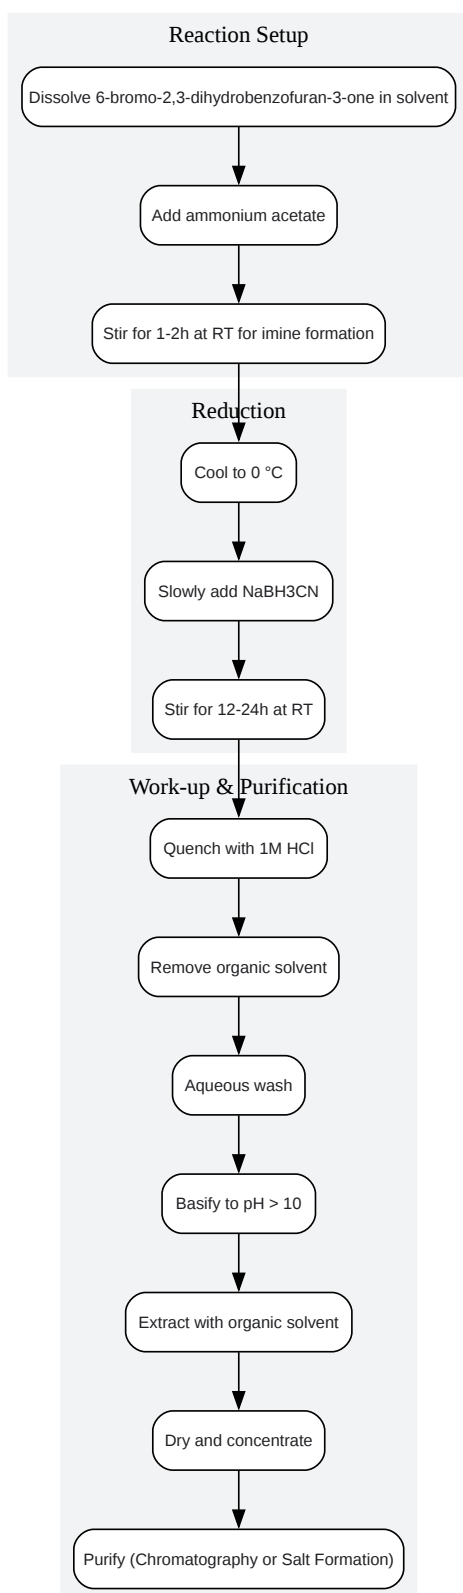 Reaction Setup
Dissolve 6-bromo-2,3-dihydrobenzofuran-3-one in solvent
Add ammonium acetate
Stir for 1-2h at RT for imine formation
Reduction
Cool to 0 °C
Slowly add NaBH3CN
Stir for 12-24h at RT
Work-up & Purification
Quench with 1M HCl
Remove organic solvent
Aqueous wash
Basify to pH > 10
Extract with organic solvent
Dry and concentrate
Purify (Chromatography or Salt Formation)